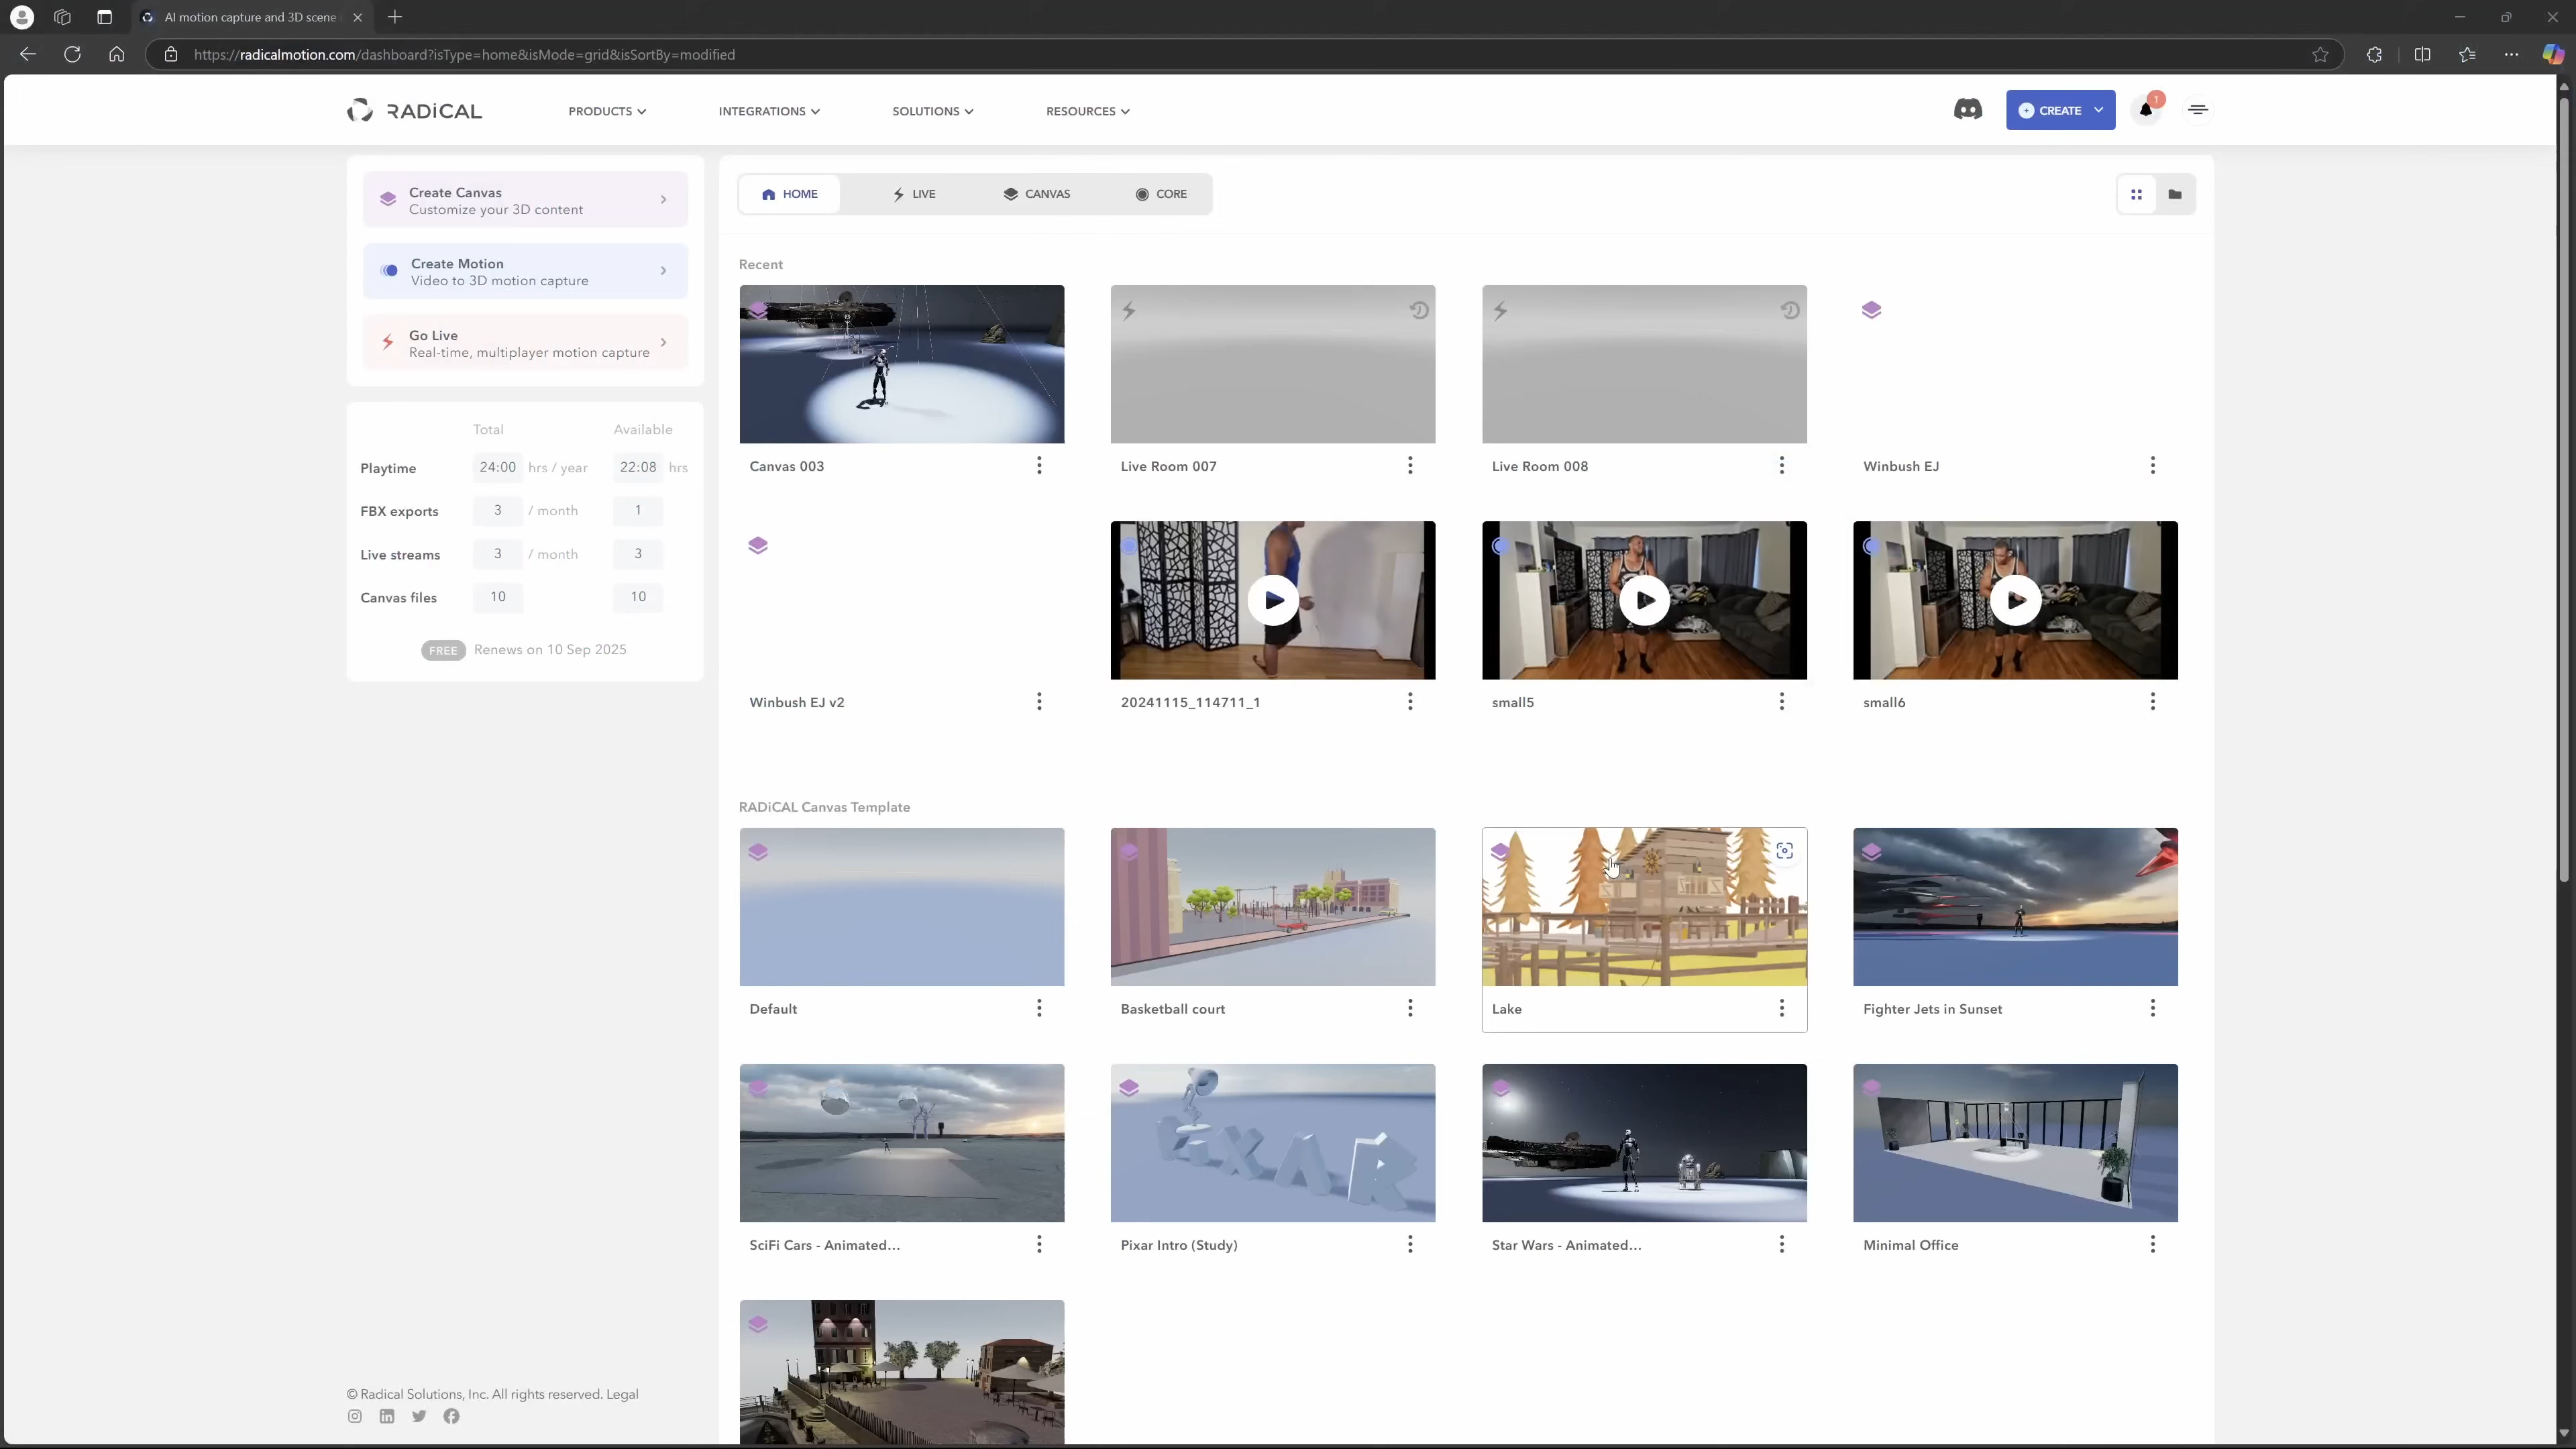 AI motion capture and 3D scene
https://radicalmotion.com/dashboard?isType=home&isMode=grid&isSortBy=modified
RADiCAL
PRODUCTS
INTEGRATIONS
SOLUTIONS
RESOURCES
CREATE
1
Create Canvas
Customize your 3D content
Create Motion
Video to 3D motion capture
Go Live
Real-time, multiplayer motion capture
Total Available
Playtime 24:00 hrs / year 22:08 hrs
FBX exports 3 / month 1
Live streams 3 / month 3
Canvas files 10 10
FREE Renews on 10 Sep 2025
HOME LIVE CANVAS CORE
Recent
Canvas 003
Live Room 007
Live Room 008
Winbush EJ
Winbush EJ v2
20241115_114711_1
small5
small6
RADiCAL Canvas Template
Default
Basketball court
Lake
Fighter Jets in Sunset
SciFi Cars - Animated...
PiXAR
Pixar Intro (Study)
Star Wars - Animated...
Minimal Office
© Radical Solutions, Inc. All rights reserved. Legal